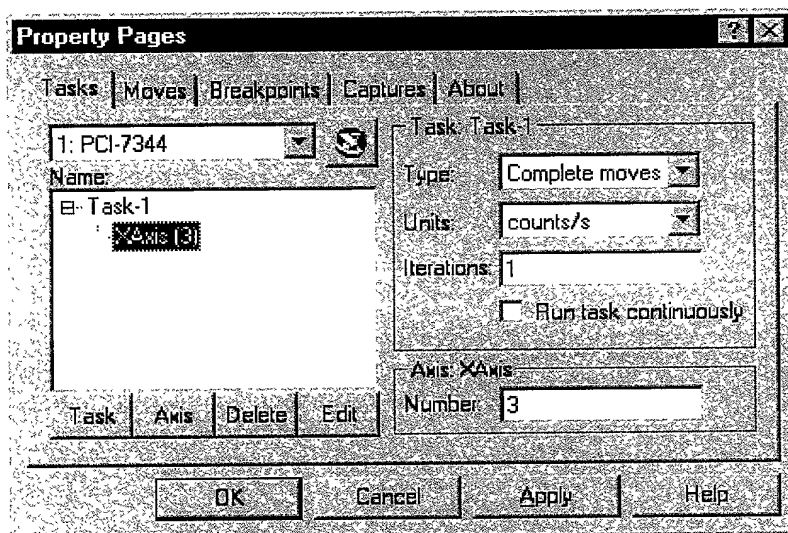 Property Pages
Tasks Moves Breakpoints Captures About
1: PCI-7344
Name:
Task-1
XAxis (3)
Task Axis Delete Edit
Task: Task-1
Type: Complete moves
Units: counts/s
Iterations: 1
Run task continuously
Axis: XAxis
Number: 3
OK Cancel Apply Help